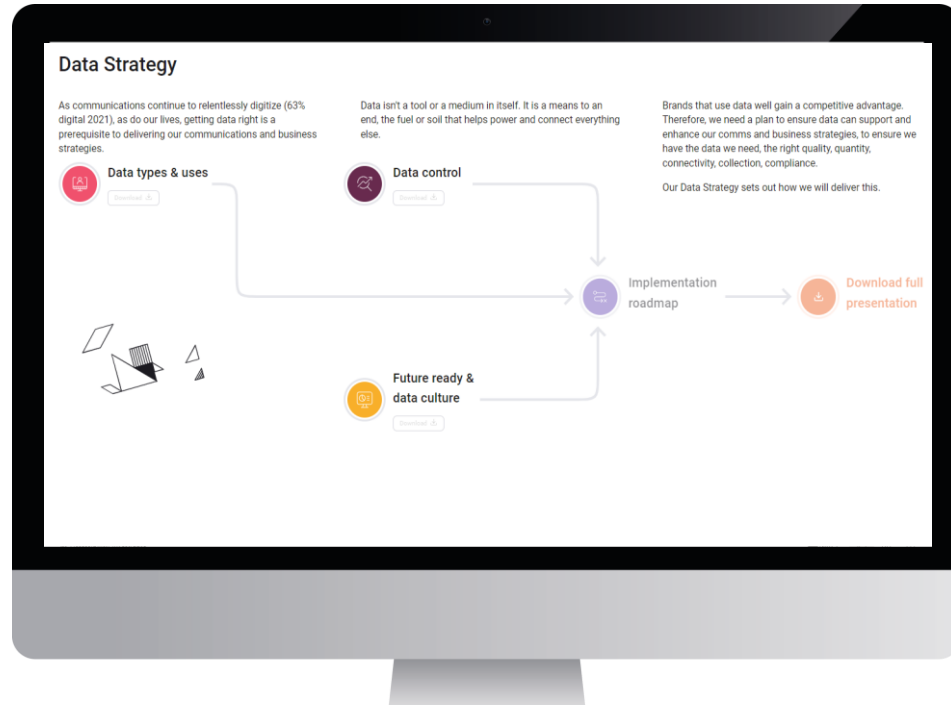 Data Strategy
As communications continue to relentlessly digitize (63%
digital 2021), as do our lives, getting data right is a
prerequisite to delivering our communications and business
strategies.
Data isn't a tool or a medium in itself. It is a means to an
end, the fuel or soil that helps power and connect everything
else.
Brands that use data well gain a competitive advantage.
Therefore, we need a plan to ensure data can support and
enhance our comms and business strategies, to ensure we
have the data we need, the right quality, quantity,
connectivity, collection, compliance.
Our Data Strategy sets out how we will deliver this.
Data types & uses
Download
Data control
Download
Implementation
roadmap
Download full
presentation
Future ready &
data culture
Download